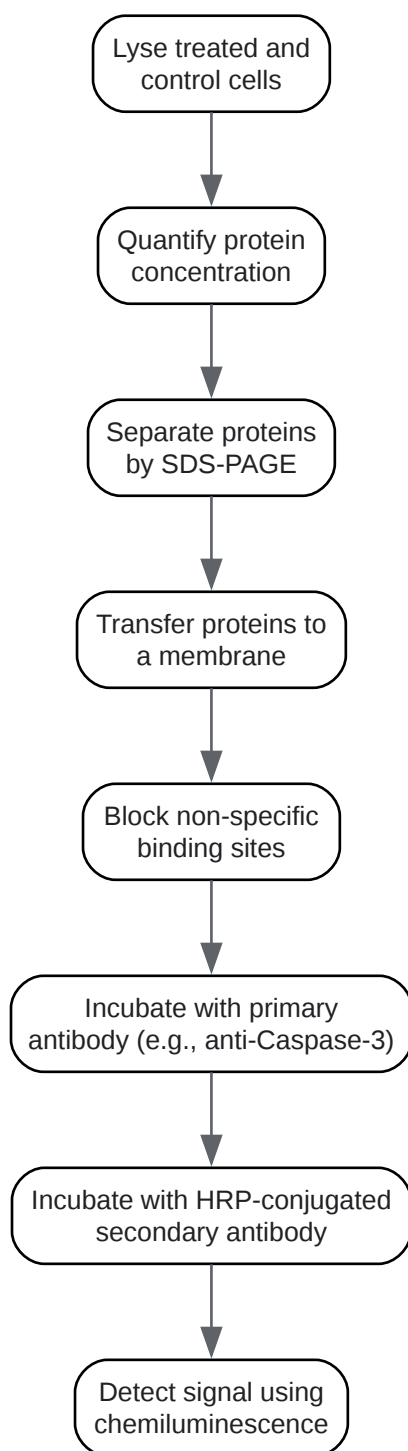 Lyse treated and
control cells
Quantify protein
concentration
Separate proteins
by SDS-PAGE
Transfer proteins to
a membrane
Block non-specific
binding sites
Incubate with primary
antibody (e.g., anti-Caspase-3)
Incubate with HRP-conjugated
secondary antibody
Detect signal using
chemiluminescence